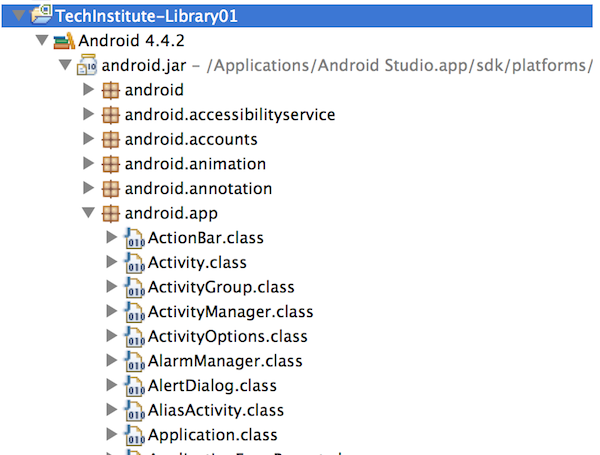 TechInstitute-Library01
Android 4.4.2
android.jar – /Applications/Android Studio.app/sdk/platforms/
android
android.accessibilityservice
android.accounts
android.animation
android.annotation
android.app
ActionBar.class
Activity.class
ActivityGroup.class
ActivityManager.class
ActivityOptions.class
AlarmManager.class
AlertDialog.class
AliasActivity.class
Application.class